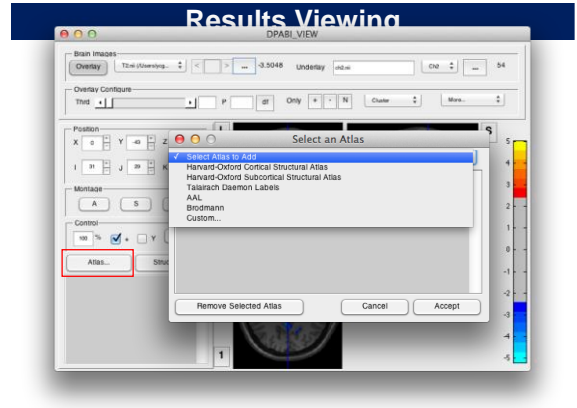 Results Viewing
DPABI_VIEW
Brain Images
Overlay < > ... -3.5048 Underlay ch2.nii Ch2 ... 54
Overlay Configure
Thrd P df Only + - N Cluster More..
Position L S
Select an Atlas
X 0 Y -43 Z
✓ Select Atlas to Add
Harvard-Oxford Cortical Structural Atlas
Harvard-Oxford Subcortical Structural Atlas
Talairach Daemon Labels
AAL
Brodmann
Custom...
I 31 J 29 K
Montage
A S
Control
100 % + Y
Atlas... Struc
Remove Selected Atlas Cancel Accept
1
5
4
3
2
1
0
-1
-2
-3
-4
-5